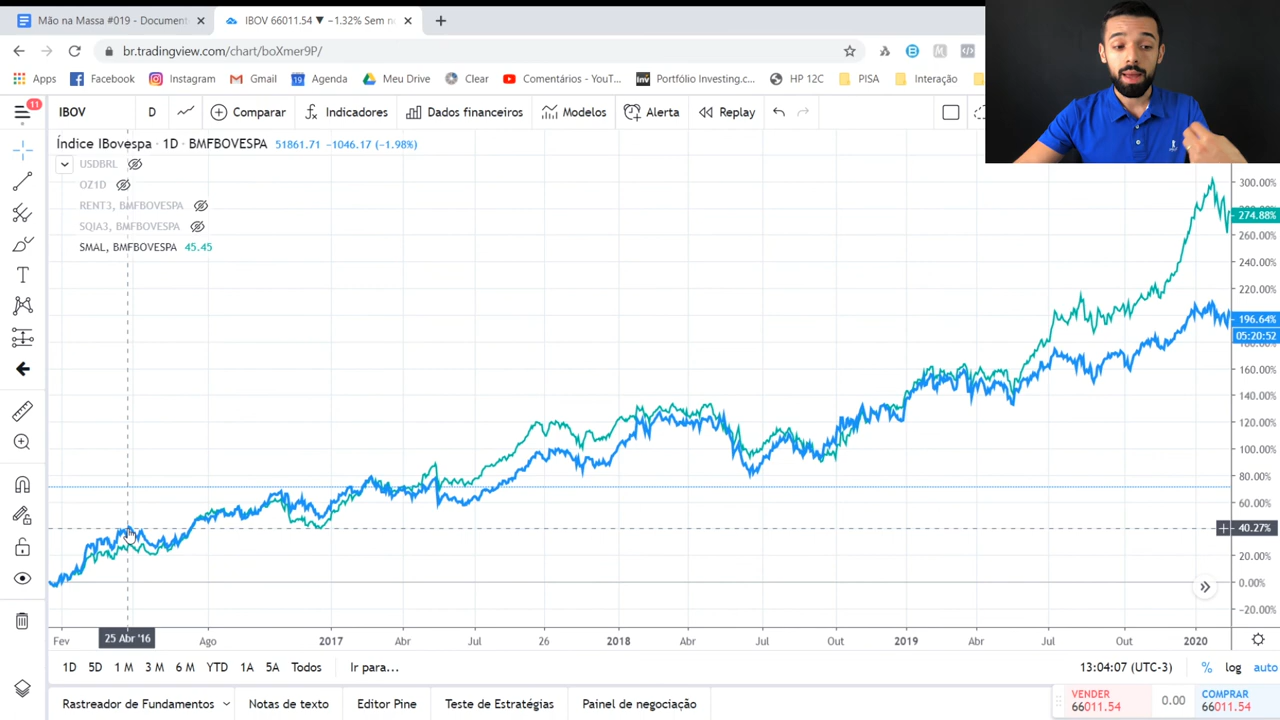 Mão na Massa #019 - Document
IBOV 66011.54 ▼ −1.32% Sem n
br.tradingview.com/chart/boXmer9P/
Apps Facebook Instagram Gmail Agenda Meu Drive Clear Comentários - YouT... Portfólio Investing.c... HP 12C PISA Interação
11 IBOV D Comparar Indicadores Dados financeiros Modelos Alerta Replay
Índice IBovespa · 1D · BMFBOVESPA 51861.71 −1046.17 (−1.98%)
USDBRL
OZ1D
RENT3, BMFBOVESPA
SQIA3, BMFBOVESPA
SMAL, BMFBOVESPA 45.45
300.00%
274.88%
260.00%
240.00%
220.00%
196.64%
05:20:52
180.00%
160.00%
140.00%
120.00%
100.00%
80.00%
60.00%
40.27%
20.00%
0.00%
−20.00%
Fev 25 Abr '16 Ago 2017 Abr Jul 26 2018 Abr Jul Out 2019 Abr Jul Out 2020
1D 5D 1 M 3 M 6 M YTD 1A 5A Todos Ir para... 13:04:07 (UTC-3) % log auto
Rastreador de Fundamentos Notas de texto Editor Pine Teste de Estratégias Painel de negociação
VENDER 0.00 COMPRAR
66011.54 66011.54